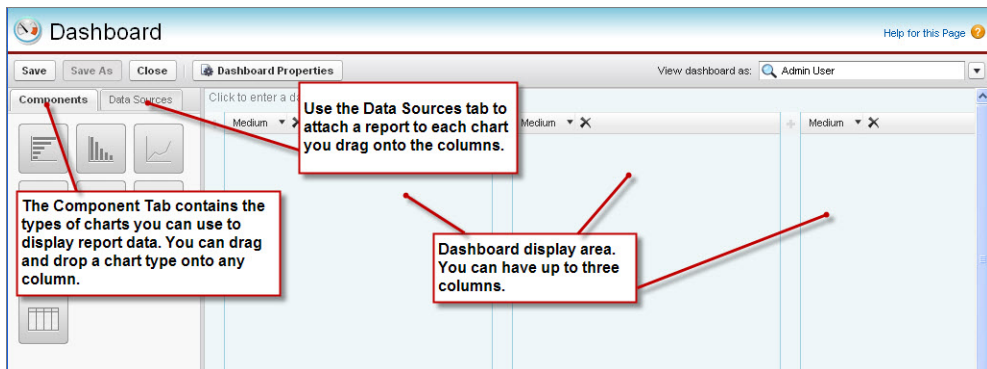 Dashboard
Help for this Page
Save
Save As
Close
Dashboard Properties
View dashboard as:
Admin User
Components
Data Sources
Click to enter a da
Medium
Medium
Medium
Use the Data Sources tab to
attach a report to each chart
you drag onto the columns.
The Component Tab contains the
types of charts you can use to
display report data. You can drag
and drop a chart type onto any
column.
Dashboard display area.
You can have up to three
columns.